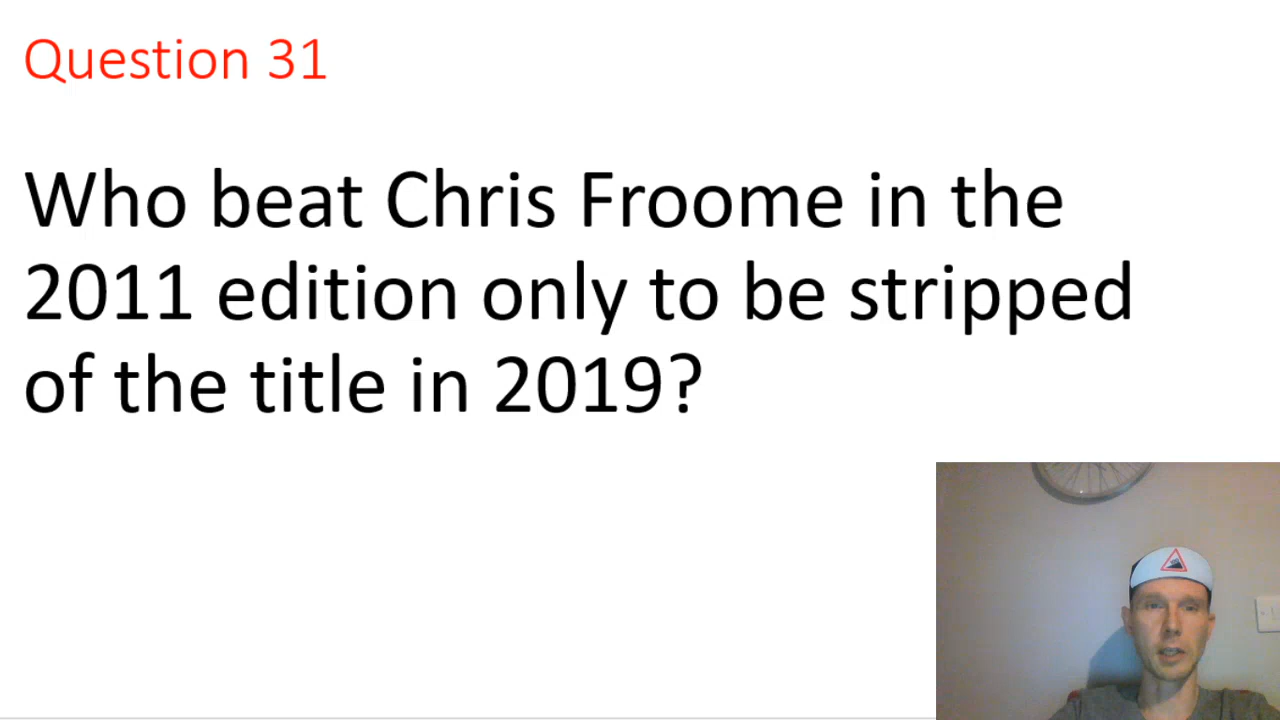 Question 31
Who beat Chris Froome in the
2011 edition only to be stripped
of the title in 2019?